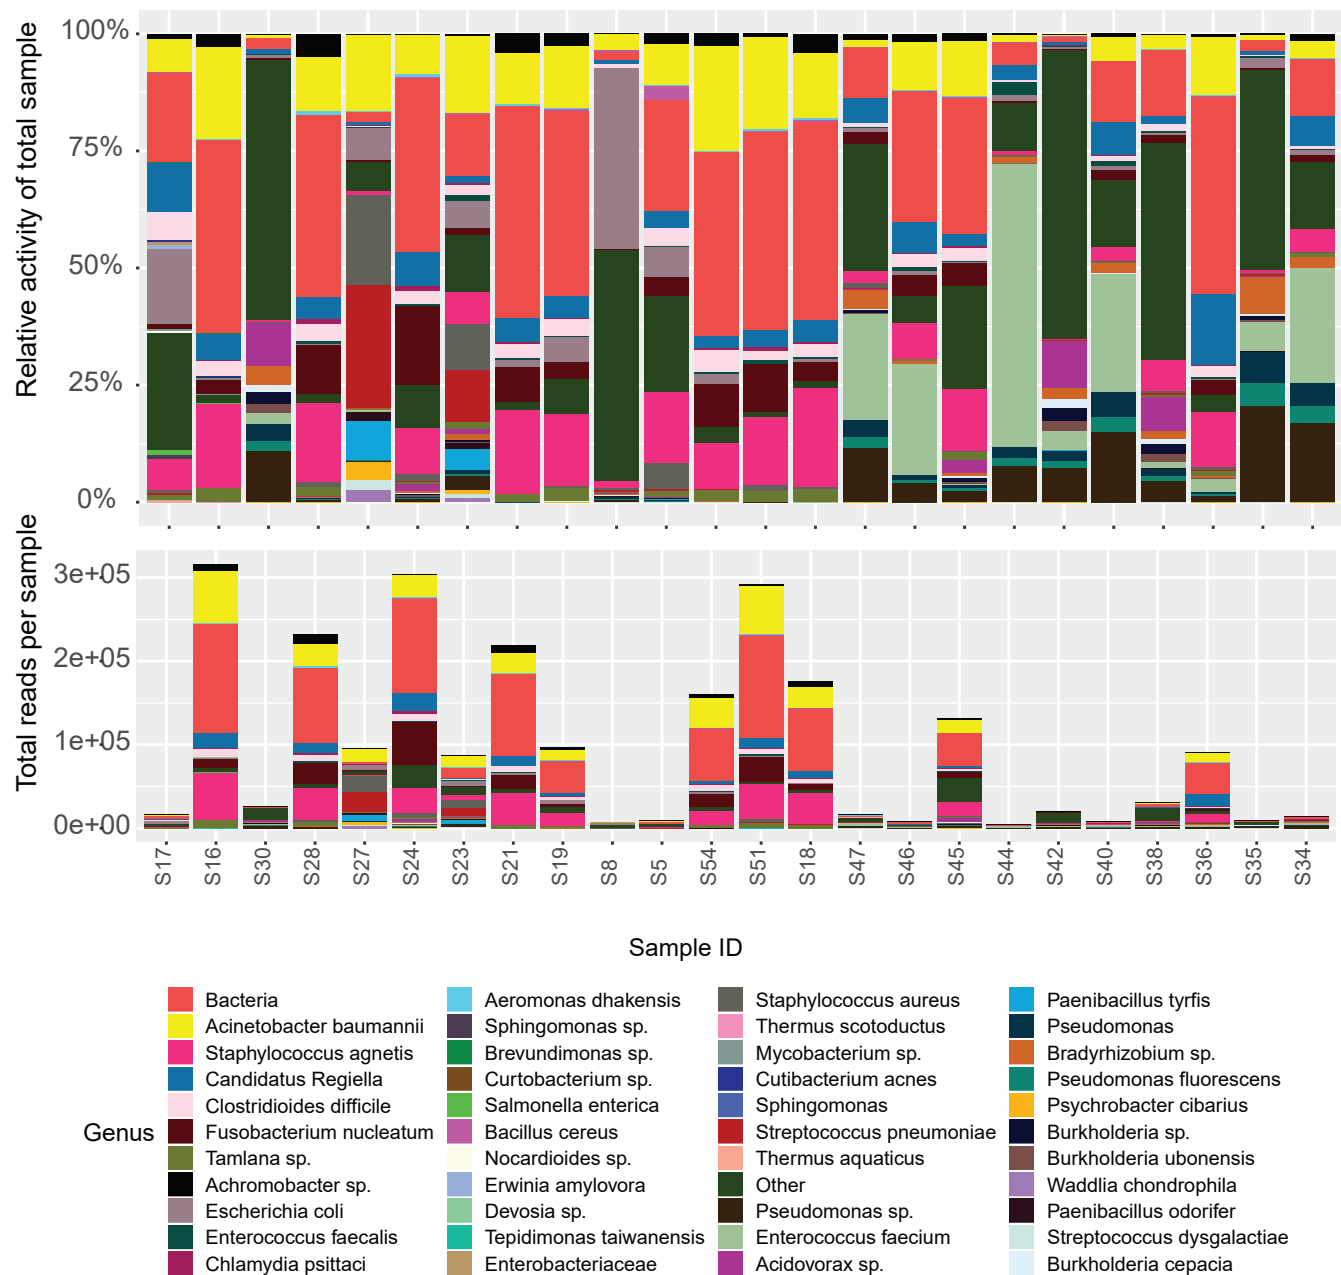 Relative activity of total sample
100%
75%
50%
25%
0%
Total reads per sample
3e+05
2e+05
1e+05
0e+00
S17 S16 S30 S28 S27 S24 S23 S21 S19 S8 S5 S54 S51 S18 S47 S46 S45 S44 S42 S40 S38 S36 S35 S34
Sample ID
Genus
Bacteria
Acinetobacter baumannii
Staphylococcus agnetis
Candidatus Regiella
Clostridioides difficile
Fusobacterium nucleatum
Tamlana sp.
Achromobacter sp.
Escherichia coli
Enterococcus faecalis
Chlamydia psittaci
Aeromonas dhakensis
Sphingomonas sp.
Brevundimonas sp.
Curtobacterium sp.
Salmonella enterica
Bacillus cereus
Nocardioides sp.
Erwinia amylovora
Devosia sp.
Tepidimonas taiwanensis
Enterobacteriaceae
Staphylococcus aureus
Thermus scotoductus
Mycobacterium sp.
Cutibacterium acnes
Sphingomonas
Streptococcus pneumoniae
Thermus aquaticus
Other
Pseudomonas sp.
Enterococcus faecium
Acidovorax sp.
Paenibacillus tyrfis
Pseudomonas
Bradyrhizobium sp.
Pseudomonas fluorescens
Psychrobacter cibarius
Burkholderia sp.
Burkholderia ubonensis
Waddlia chondrophila
Paenibacillus odorifer
Streptococcus dysgalactiae
Burkholderia cepacia